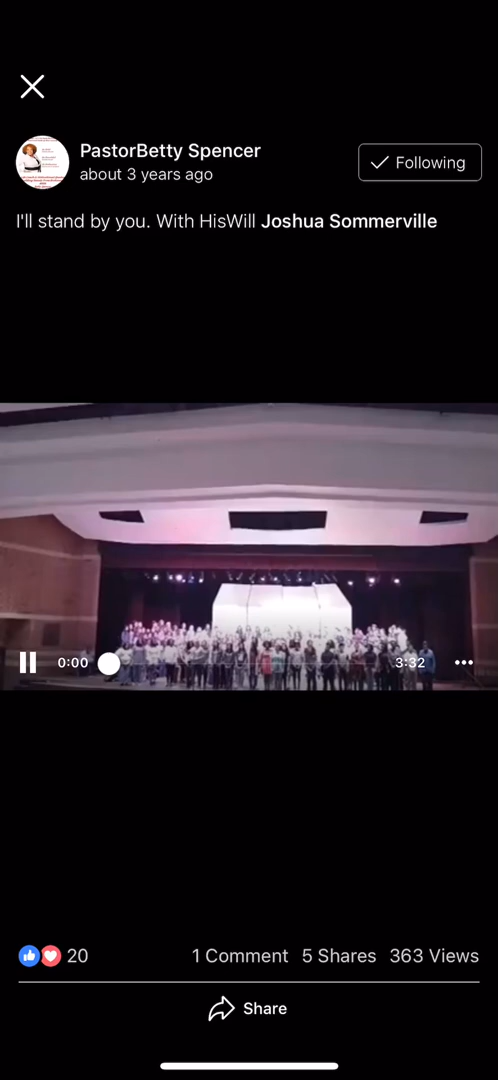 PastorBetty Spencer
about 3 years ago
Following
I'll stand by you. With HisWill Joshua Sommerville
0:00
3:32
20
1 Comment 5 Shares 363 Views
Share